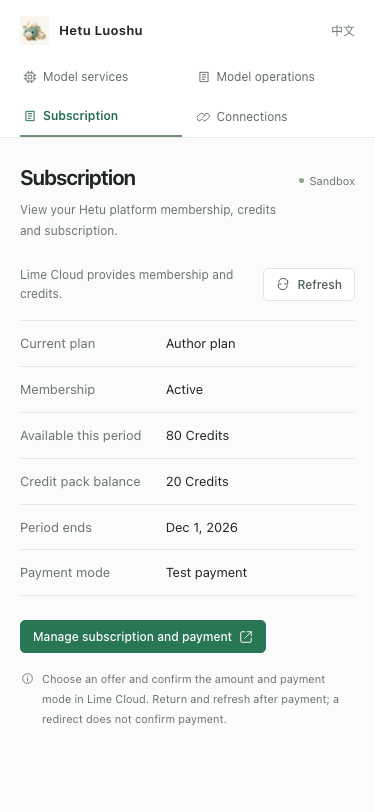 Hetu Luoshu
中文
Model services
Model operations
Subscription
Connections
Subscription
Sandbox
View your Hetu platform membership, credits
and subscription.
Lime Cloud provides membership and
credits.
Refresh
Current plan
Author plan
Membership
Active
Available this period
80 Credits
Credit pack balance
20 Credits
Period ends
Dec 1, 2026
Payment mode
Test payment
Manage subscription and payment
Choose an offer and confirm the amount and payment
mode in Lime Cloud. Return and refresh after payment; a
redirect does not confirm payment.